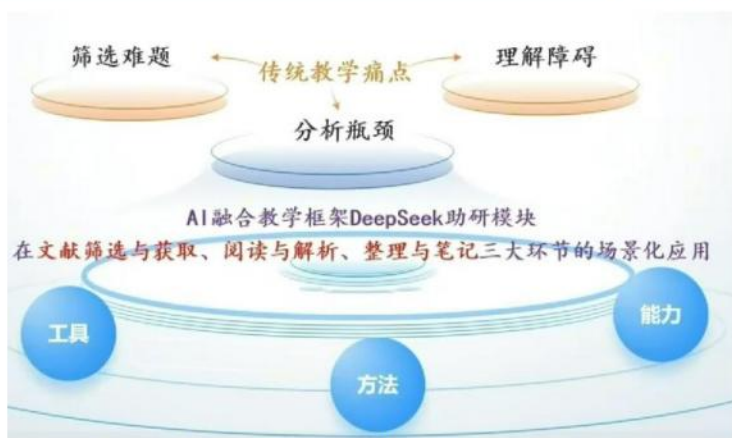 筛选难题
传统教学痛点
理解障碍
分析瓶颈
AI融合教学框架DeepSeek助研模块
在文献筛选与获取、阅读与解析、整理与笔记三大环节的场景化应用
工具
方法
能力